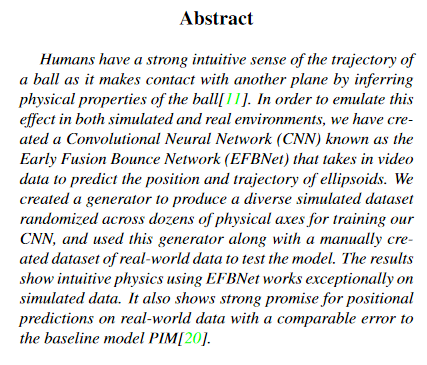 Abstract
Humans have a strong intuitive sense of the trajectory of
a ball as it makes contact with another plane by inferring
physical properties of the ball[11]. In order to emulate this
effect in both simulated and real environments, we have cre-
ated a Convolutional Neural Network (CNN) known as the
Early Fusion Bounce Network (EFBNet) that takes in video
data to predict the position and trajectory of ellipsoids. We
created a generator to produce a diverse simulated dataset
randomized across dozens of physical axes for training our
CNN, and used this generator along with a manually cre-
ated dataset of real-world data to test the model. The results
show intuitive physics using EFBNet works exceptionally on
simulated data. It also shows strong promise for positional
predictions on real-world data with a comparable error to
the baseline model PIM[20].